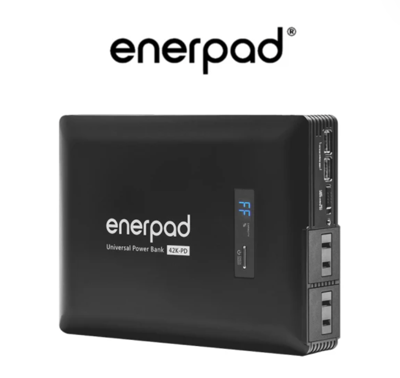 enerpad®
FF
enerpad
Universal Power Bank 42K-PD